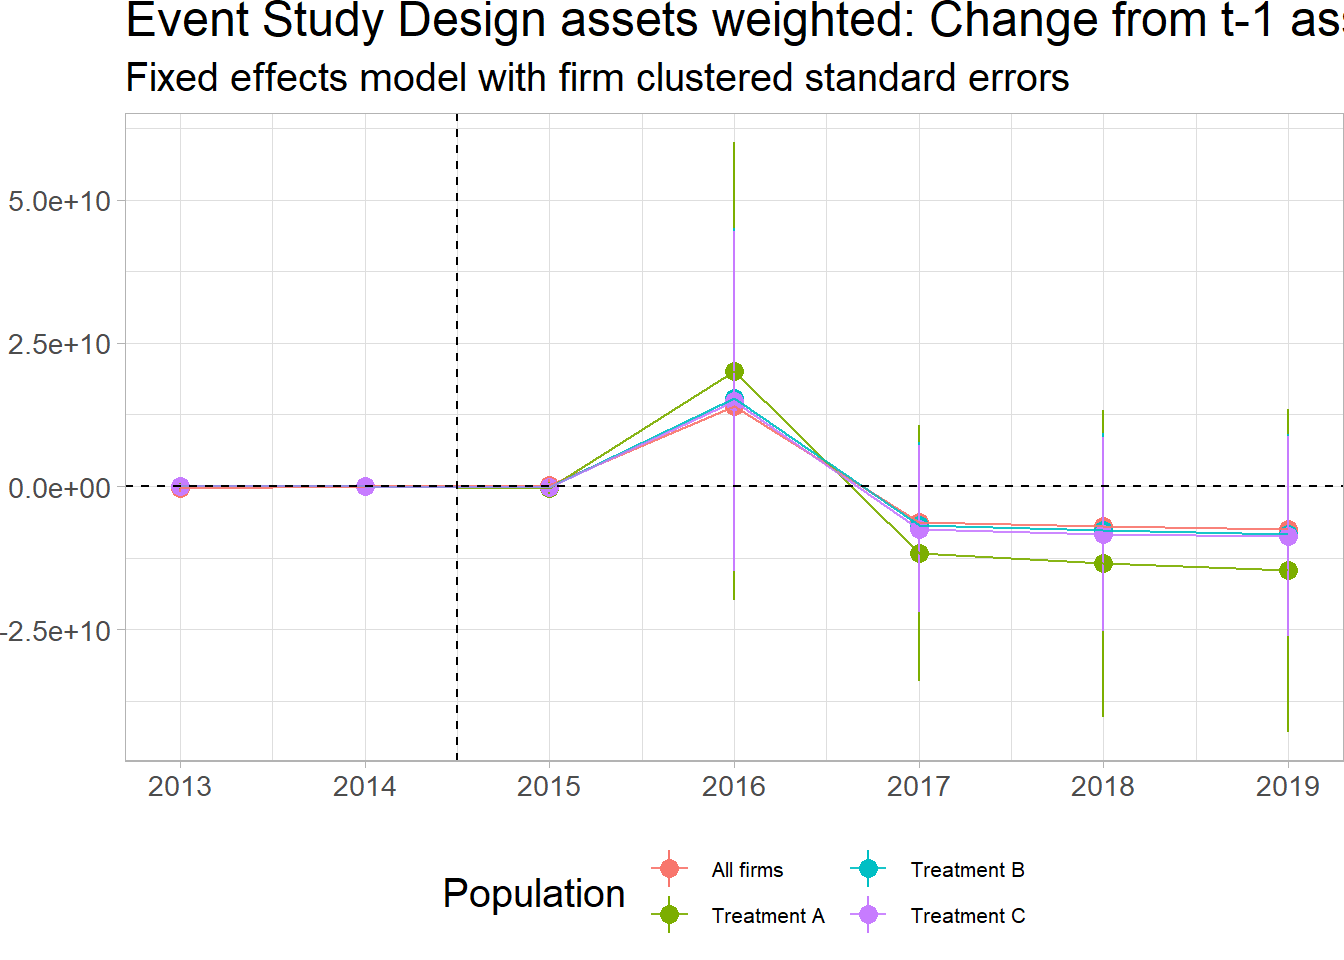 Event Study Design assets weighted: Change from t-1 ass
Fixed effects model with firm clustered standard errors
5.0e+10
2.5e+10
0.0e+00
-2.5e+10
2013 2014 2015 2016 2017 2018 2019
Population
All firms Treatment B
Treatment A Treatment C